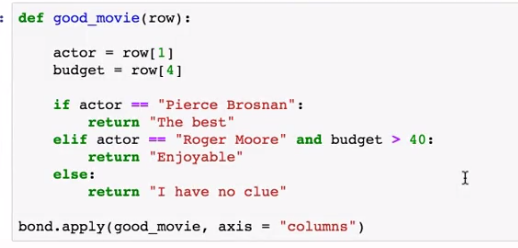 :
def good_movie(row):
    actor = row[1]
    budget = row[4]
    if actor == "Pierce Brosnan":
        return "The best"
    elif actor == "Roger Moore" and budget > 40:
        return "Enjoyable"
    else:
        return "I have no clue"
bond.apply(good_movie, axis = "columns")